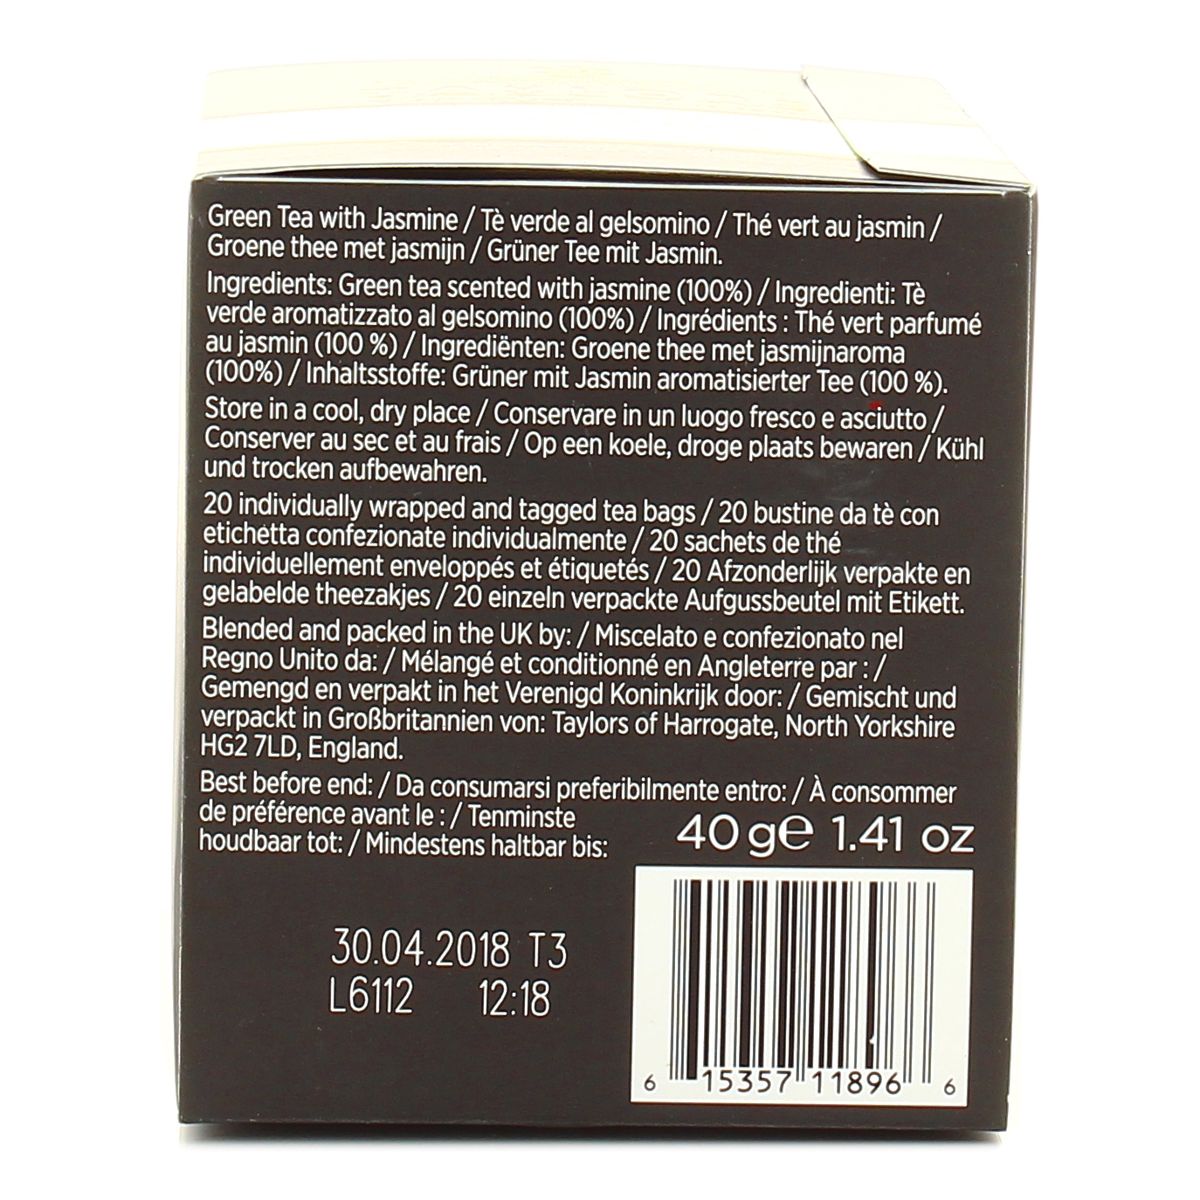 Green Tea with Jasmine / Tè verde al gelsomino / Thé vert au jasmin /
Groene thee met jasmijn / Grüner Tee mit Jasmin.
Ingredients: Green tea scented with jasmine (100%) / Ingredienti: Tè
verde aromatizzato al gelsomino (100%) / Ingrédients : Thé vert parfumé
au jasmin (100 %) / Ingrediënten: Groene thee met jasmijnaroma
(100%) / Inhaltsstoffe: Grüner mit Jasmin aromatisierter Tee (100 %).
Store in a cool, dry place / Conservare in un luogo fresco e asciutto /
Conserver au sec et au frais / Op een koele, droge plaats bewaren / Kühl
und trocken aufbewahren.
20 individually wrapped and tagged tea bags / 20 bustine da tè con
etichetta confezionate individualmente / 20 sachets de thé
individuellement enveloppés et étiquetés / 20 Afzonderlijk verpakte en
gelabelde theezakjes / 20 einzeln verpackte Aufgussbeutel mit Etikett.
Blended and packed in the UK by: / Miscelato e confezionato nel
Regno Unito da: / Mélangé et conditionné en Angleterre par : /
Gemengd en verpakt in het Verenigd Koninkrijk door: / Gemischt und
verpackt in Großbritannien von: Taylors of Harrogate, North Yorkshire
HG2 7LD, England.
Best before end: / Da consumarsi preferibilmente entro: / À consommer
de préférence avant le : / Tenminste
houdbaar tot: / Mindestens haltbar bis:
40 g℮ 1.41 oz
30.04.2018 T3
L6112 12:18
6 15357 11896 6